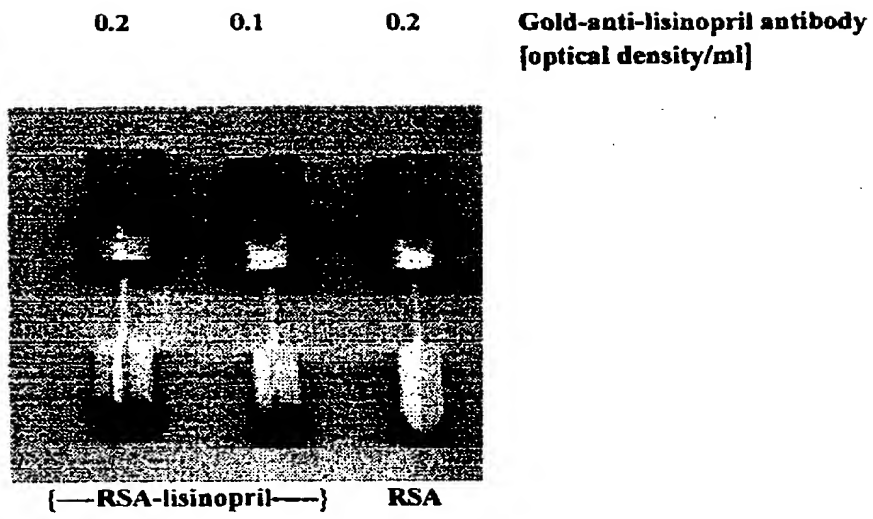 0.2 0.1 0.2 Gold-anti-lisinopril antibody
[optical density/ml]
{—RSA-lisinopril—} RSA